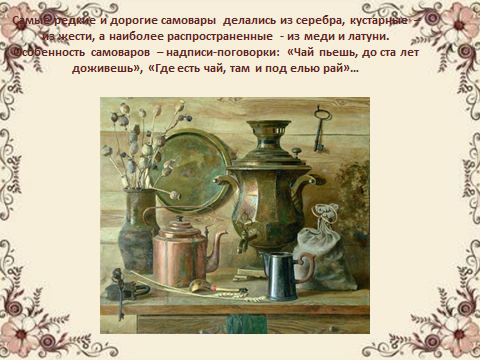 Самые редкие и дорогие самовары делались из серебра, кустарные –
из жести, а наиболее распространенные - из меди и латуни.
Особенность самоваров – надписи-поговорки: «Чай пьешь, до ста лет
доживешь», «Где есть чай, там и под елью рай»…